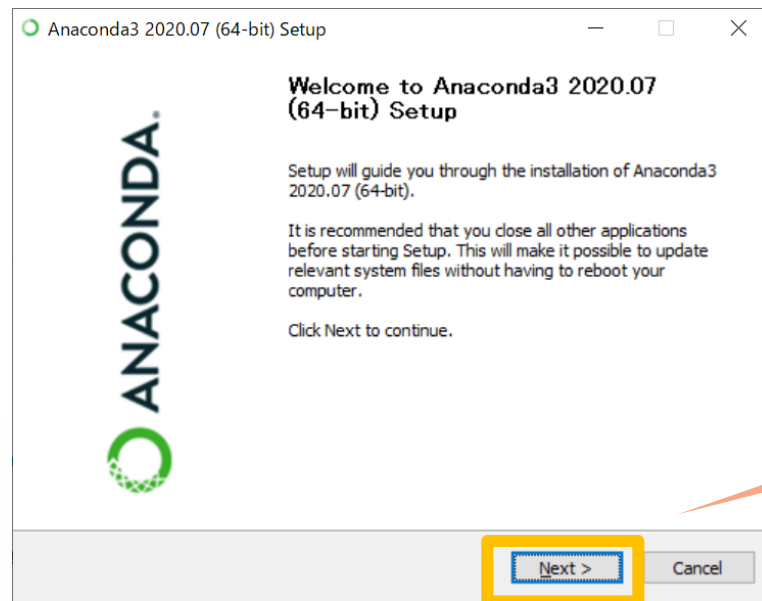 Anaconda3 2020.07 (64-bit) Setup
Welcome to Anaconda3 2020.07
(64-bit) Setup
ANACONDA.
Setup will guide you through the installation of Anaconda3
2020.07 (64-bit).
It is recommended that you close all other applications
before starting Setup. This will make it possible to update
relevant system files without having to reboot your
computer.
Click Next to continue.
Next >
Cancel